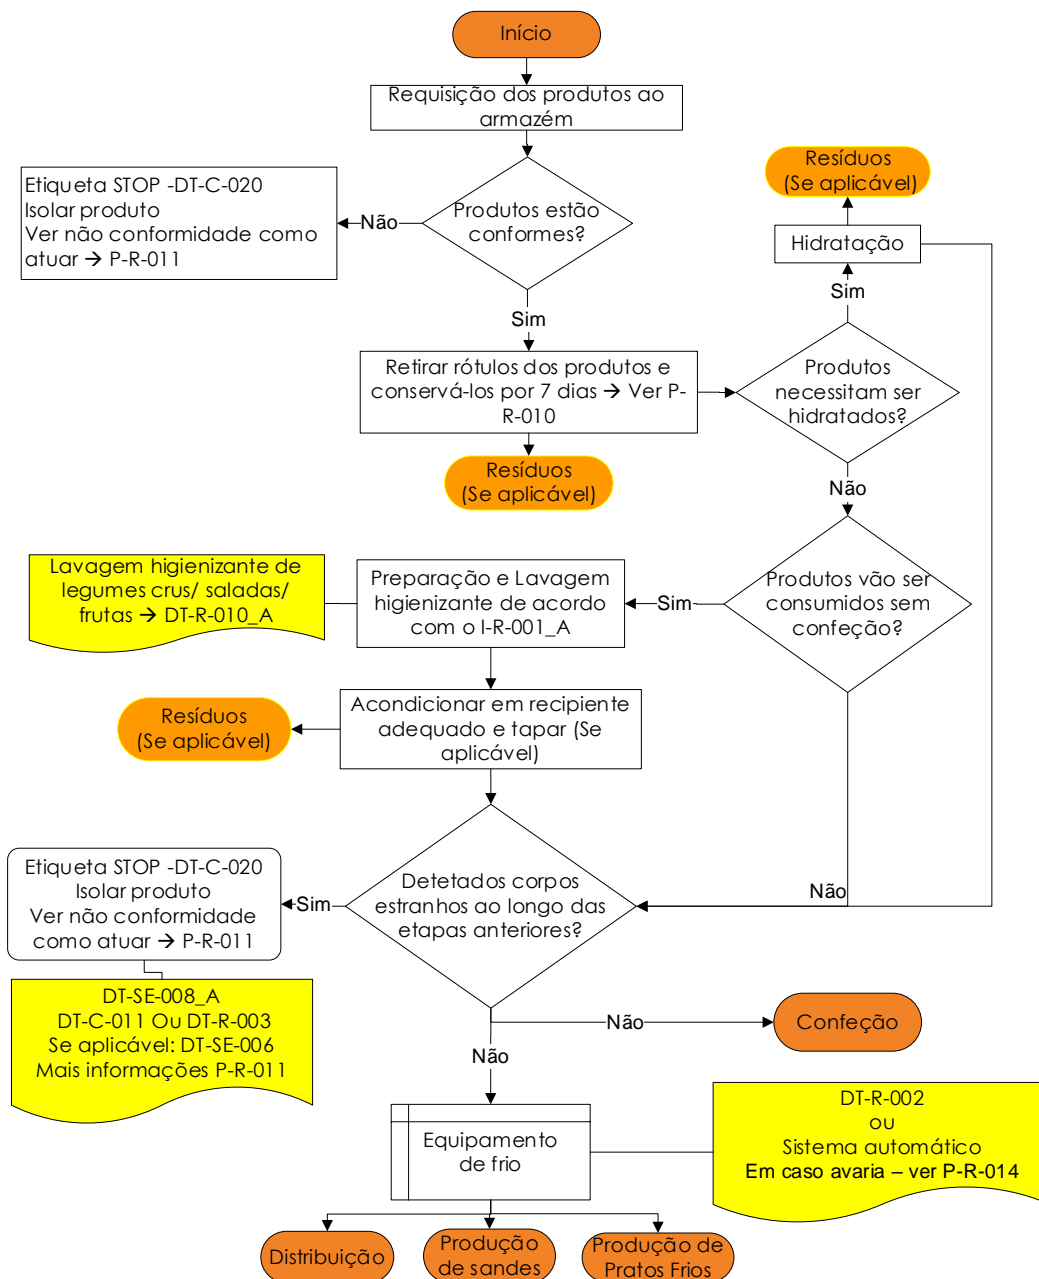 Início
Requisição dos produtos ao
armazém
Resíduos
(Se aplicável)
Etiqueta STOP -DT-C-020
Isolar produto
Ver não conformidade como
atuar → P-R-011
Não
Produtos estão
conformes?
Hidratação
Sim
Sim
Retirar rótulos dos produtos e
conservá-los por 7 dias → Ver P-
R-010
Produtos
necessitam ser
hidratados?
Resíduos
(Se aplicável)
Não
Lavagem higienizante de
legumes crus/ saladas/
frutas → DT-R-010_A
Preparação e Lavagem
higienizante de acordo
com o I-R-001_A
Sim
Produtos vão ser
consumidos sem
confeção?
Resíduos
(Se aplicável)
Acondicionar em recipiente
adequado e tapar (Se
aplicável)
Etiqueta STOP -DT-C-020
Isolar produto
Ver não conformidade
como atuar → P-R-011
Sim
Detetados corpos
estranhos ao longo das
etapas anteriores?
Não
DT-SE-008_A
DT-C-011 Ou DT-R-003
Se aplicável: DT-SE-006
Mais informações P-R-011
Não
Confeção
Não
Equipamento
de frio
DT-R-002
ou
Sistema automático
Em caso avaria – ver P-R-014
Distribuição
Produção
de sandes
Produção de
Pratos Frios